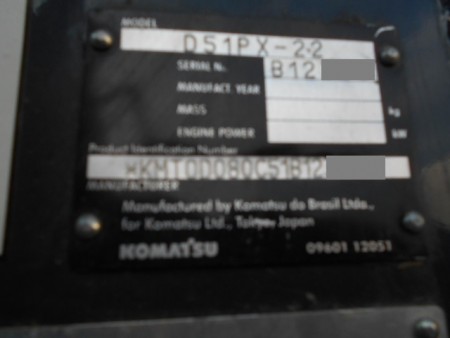 MODEL
D51PX-22
SERIAL No.
B12
MANUFACT. YEAR
MASS
kg
ENGINE POWER
kW
Product Identification Number
*KMT0D080C51B12
MANUFACTURER
Manufactured by Komatsu do Brasil Ltda.,
for Komatsu Ltd., Tokyo, Japan
KOMATSU 09601 12051